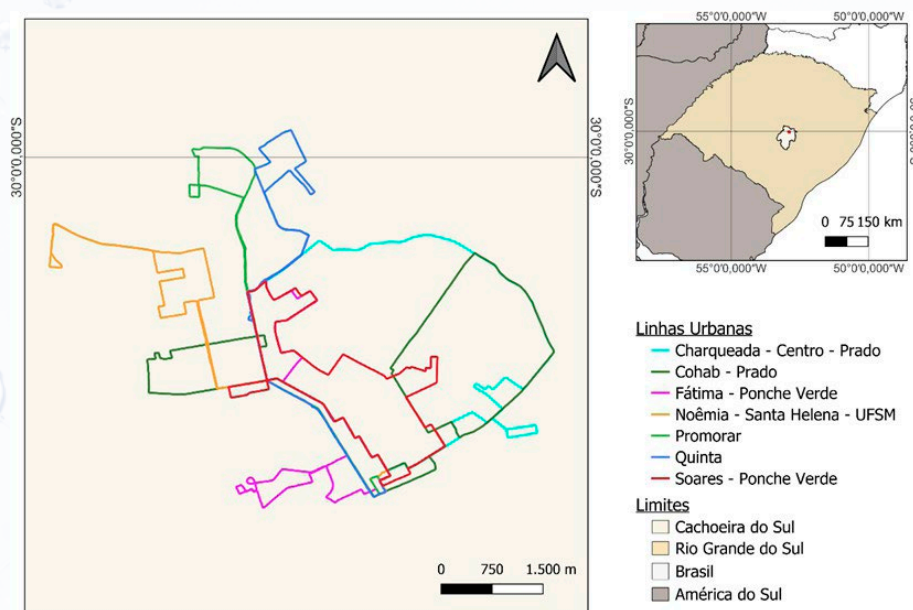 30°0'0,000"S
30°0'0,000"S
0 750 1.500 m
55°0'0,000"W 50°0'0,000"W
30°0'0,000"S
0 75 150 km
55°0'0,000"W 50°0'0,000"W
Linhas Urbanas
Charqueada - Centro - Prado
Cohab - Prado
Fátima - Ponche Verde
Noêmia - Santa Helena - UFSM
Promorar
Quinta
Soares - Ponche Verde
Limites
Cachoeira do Sul
Rio Grande do Sul
Brasil
América do Sul